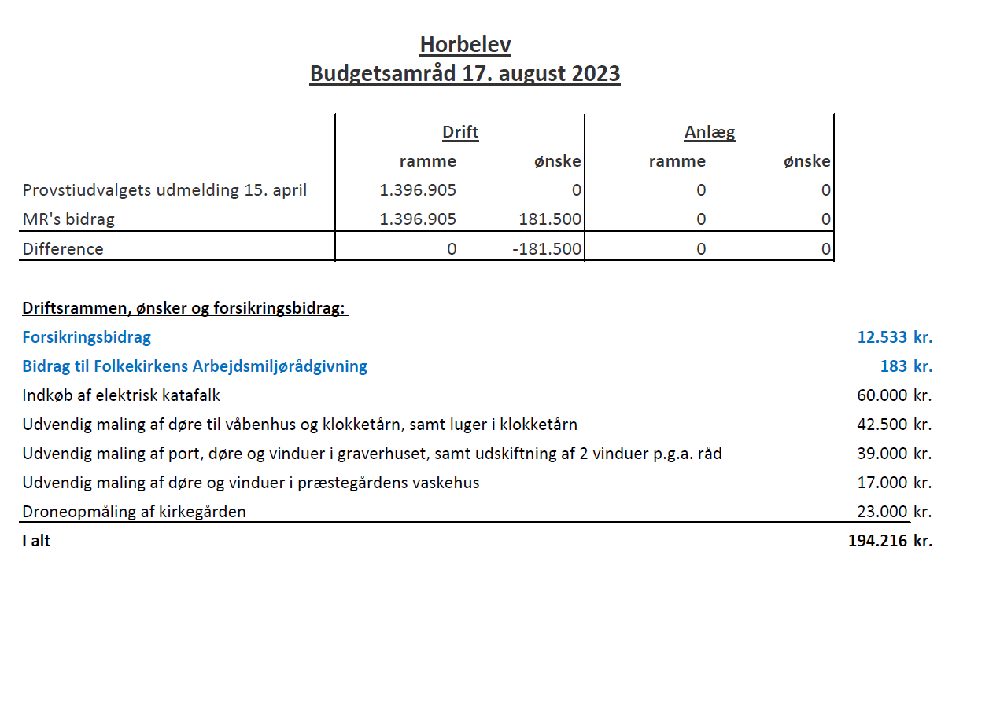 Horbelev
Budgetsamråd 17. august 2023
Drift Anlæg
ramme ønske ramme ønske
Provstiudvalgets udmelding 15. april 1.396.905 0 0 0
MR's bidrag 1.396.905 181.500 0 0
Difference 0 -181.500 0 0
Driftsrammen, ønsker og forsikringsbidrag:
Forsikringsbidrag 12.533 kr.
Bidrag til Folkekirkens Arbejdsmiljørådgivning 183 kr.
Indkøb af elektrisk katafalk 60.000 kr.
Udvendig maling af døre til våbenhus og klokketårn, samt luger i klokketårn 42.500 kr.
Udvendig maling af port, døre og vinduer i graverhuset, samt udskiftning af 2 vinduer p.g.a. råd 39.000 kr.
Udvendig maling af døre og vinduer i præstegårdens vaskehus 17.000 kr.
Droneopmåling af kirkegården 23.000 kr.
I alt 194.216 kr.